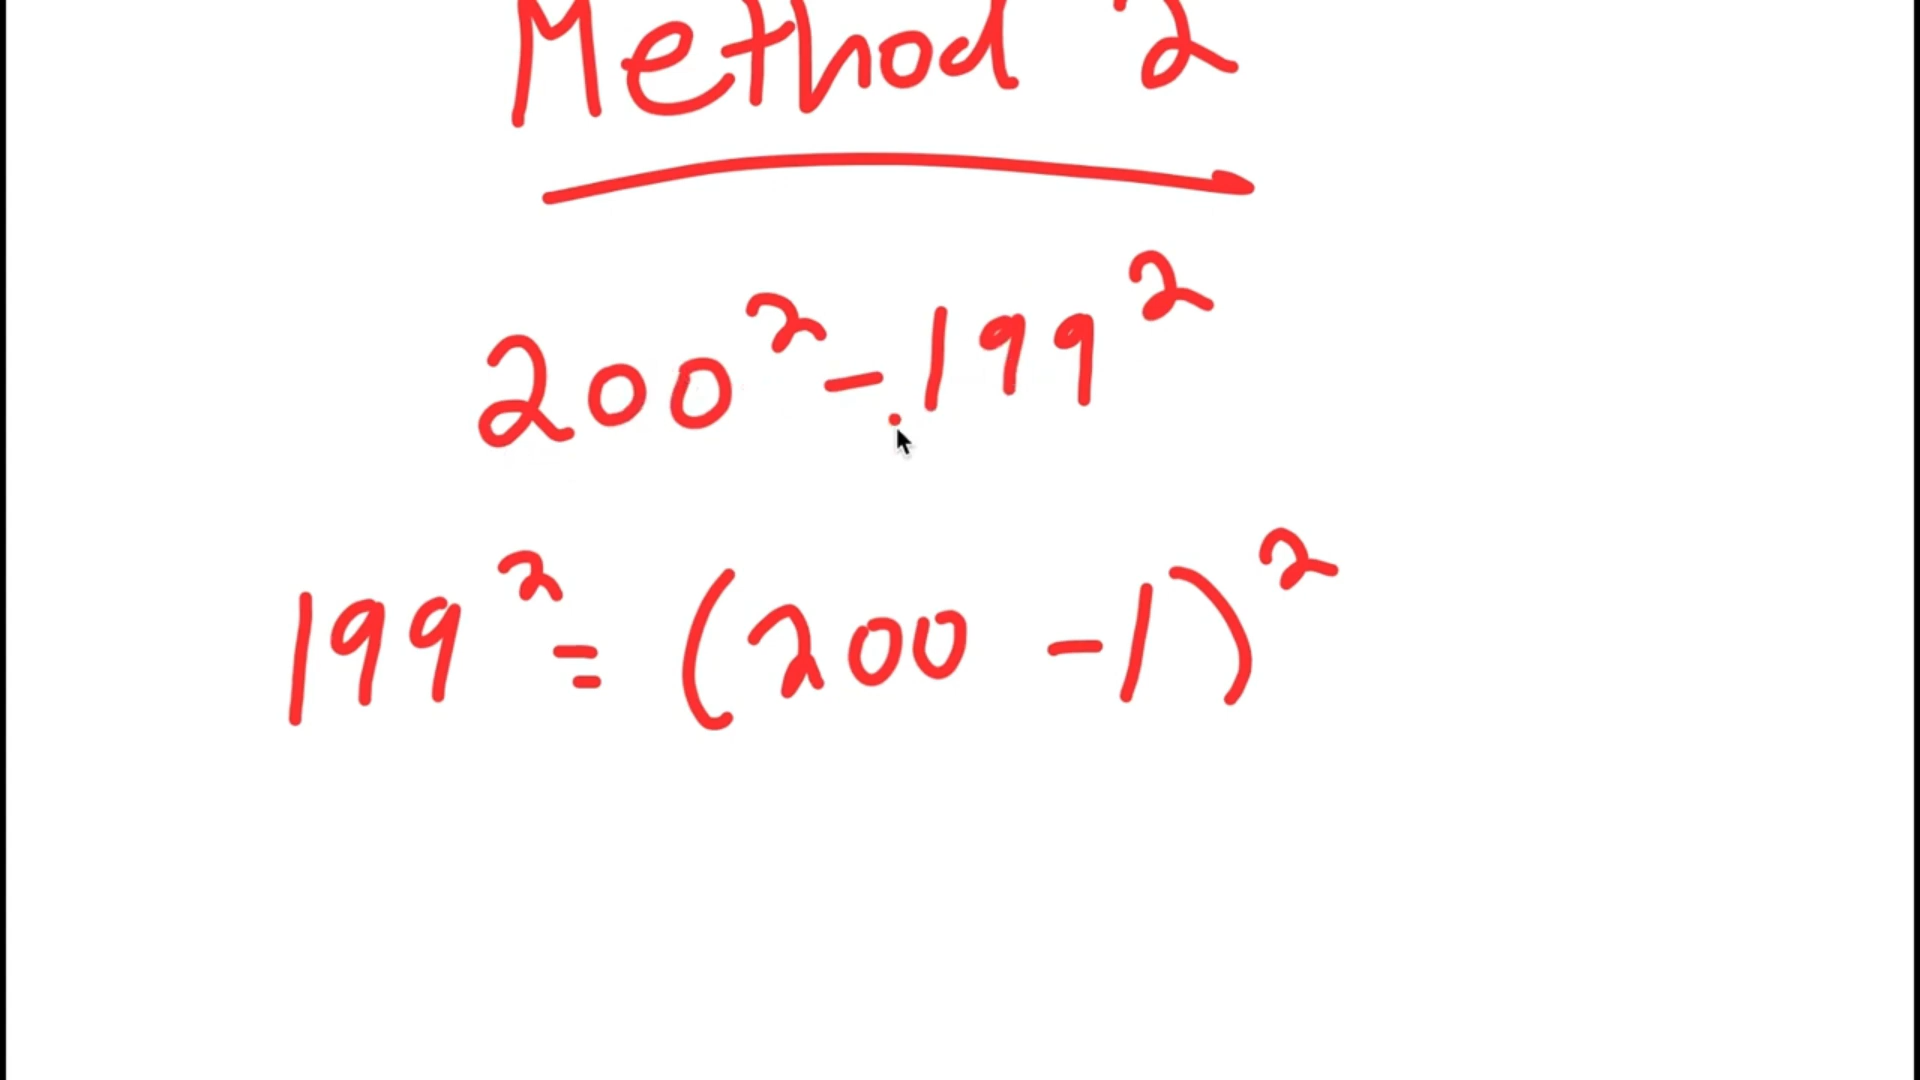 Method 2
200² - 199²
199² = (200 - 1)²